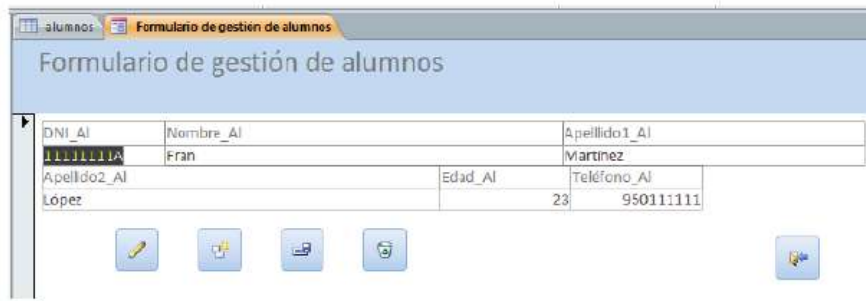 alumnos Formulario de gestión de alumnos
Formulario de gestión de alumnos
DNI_Al Nombre_Al Apellido1_Al
11111111A Fran Martínez
Apellido2_Al Edad_Al Teléfono_Al
López 23 950111111